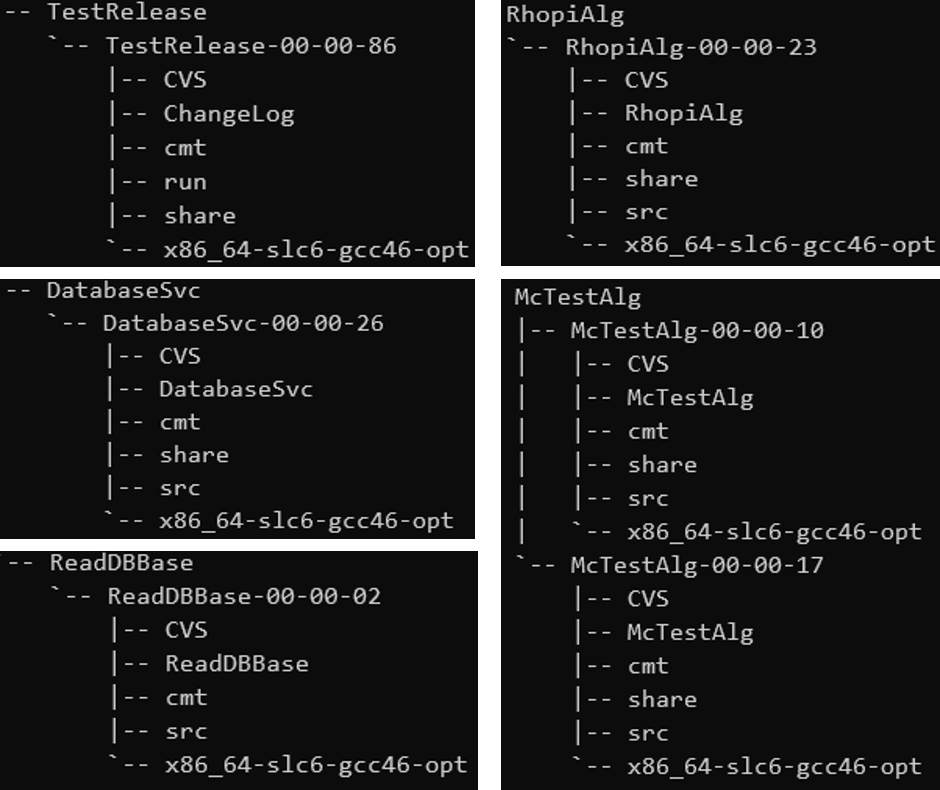 -- TestRelease
`-- TestRelease-00-00-86
|-- CVS
|-- ChangeLog
|-- cmt
|-- run
|-- share
`-- x86_64-slc6-gcc46-opt
-- DatabaseSvc
`-- DatabaseSvc-00-00-26
|-- CVS
|-- DatabaseSvc
|-- cmt
|-- share
|-- src
`-- x86_64-slc6-gcc46-opt
`-- ReadDBBase
`-- ReadDBBase-00-00-02
|-- CVS
|-- ReadDBBase
|-- cmt
|-- src
`-- x86_64-slc6-gcc46-opt
RhopiAlg
`-- RhopiAlg-00-00-23
|-- CVS
|-- RhopiAlg
|-- cmt
|-- share
|-- src
`-- x86_64-slc6-gcc46-opt
McTestAlg
|-- McTestAlg-00-00-10
| |-- CVS
| |-- McTestAlg
| |-- cmt
| |-- share
| |-- src
| `-- x86_64-slc6-gcc46-opt
`-- McTestAlg-00-00-17
|-- CVS
|-- McTestAlg
|-- cmt
|-- share
|-- src
`-- x86_64-slc6-gcc46-opt